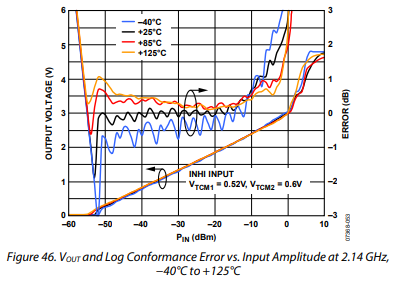 6
5
4
3
2
1
0
OUTPUT VOLTAGE (V)
–40°C
+25°C
+85°C
+125°C
INHI INPUT
VTCM1 = 0.52V, VTCM2 = 0.6V
3
2
1
0
–1
–2
–3
ERROR (dB)
–60 –50 –40 –30 –20 –10 0 10
PIN (dBm)
Figure 46. VOUT and Log Conformance Error vs. Input Amplitude at 2.14 GHz,
−40°C to +125°C